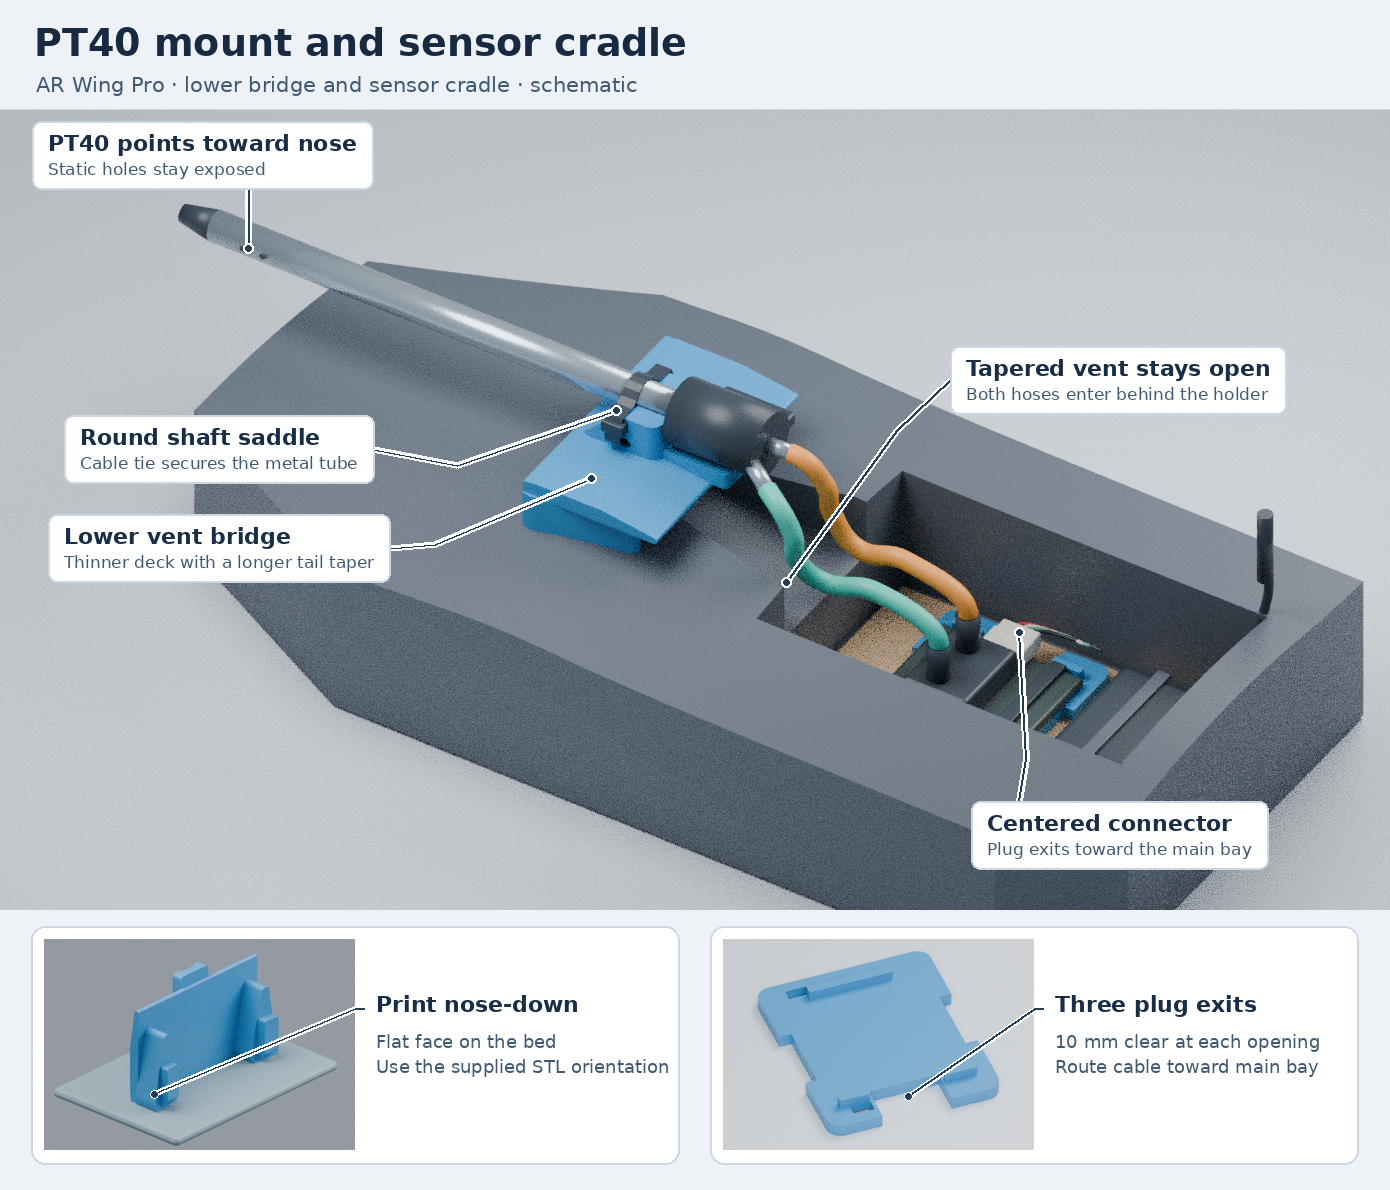 PT40 mount and sensor cradle
AR Wing Pro · lower bridge and sensor cradle · schematic
PT40 points toward nose
Static holes stay exposed
Tapered vent stays open
Both hoses enter behind the holder
Round shaft saddle
Cable tie secures the metal tube
Lower vent bridge
Thinner deck with a longer tail taper
Centered connector
Plug exits toward the main bay
Print nose-down
Flat face on the bed
Use the supplied STL orientation
Three plug exits
10 mm clear at each opening
Route cable toward main bay